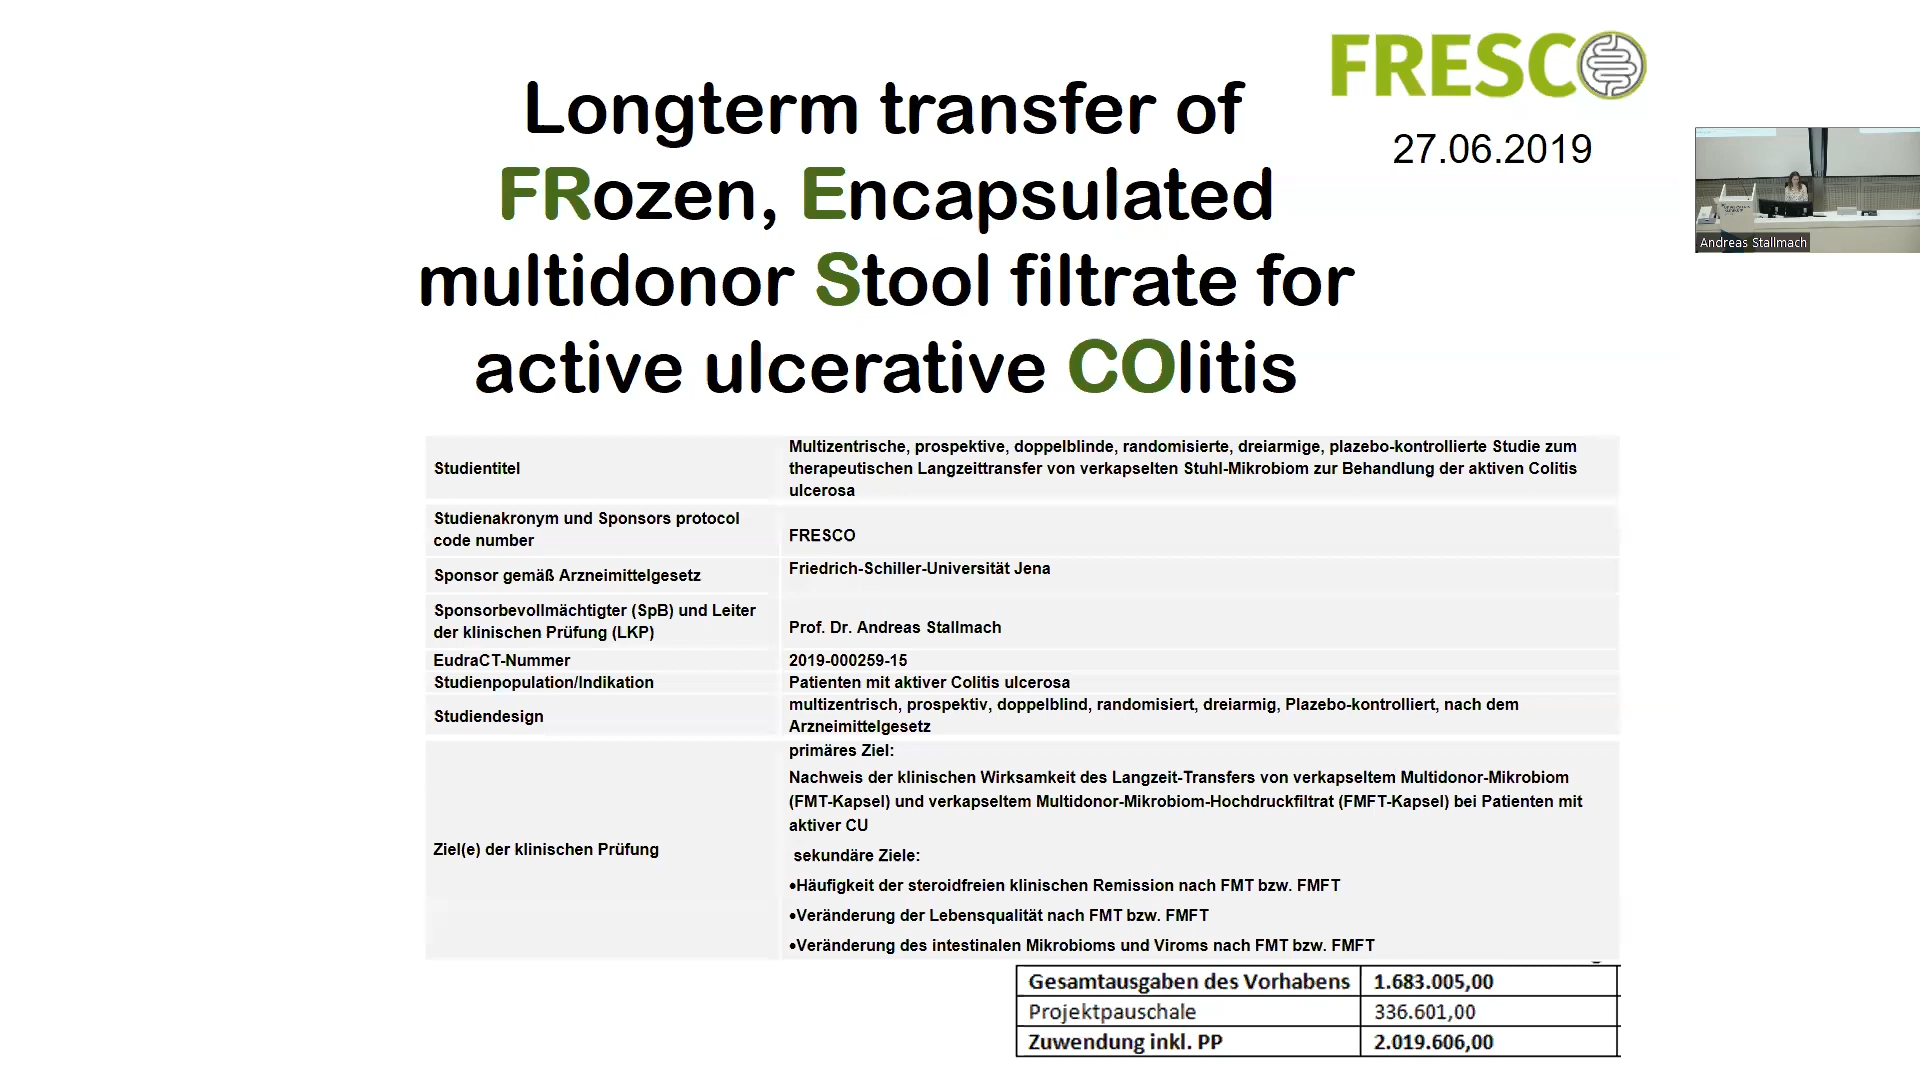 FRESCO
27.06.2019
Longterm transfer of
FRozen, Encapsulated
multidonor Stool filtrate for
active ulcerative COlitis
Andreas Stallmach
Studientitel
Multizentrische, prospektive, doppelblinde, randomisierte, dreiarmige, plazebo-kontrollierte Studie zum
therapeutischen Langzeittransfer von verkapselten Stuhl-Mikrobiom zur Behandlung der aktiven Colitis
ulcerosa
Studienakronym und Sponsors protocol
code number
FRESCO
Sponsor gemäß Arzneimittelgesetz
Friedrich-Schiller-Universität Jena
Sponsorbevollmächtigter (SpB) und Leiter
der klinischen Prüfung (LKP)
Prof. Dr. Andreas Stallmach
EudraCT-Nummer
2019-000259-15
Studienpopulation/Indikation
Patienten mit aktiver Colitis ulcerosa
Studiendesign
multizentrisch, prospektiv, doppelblind, randomisiert, dreiarmig, Plazebo-kontrolliert, nach dem
Arzneimittelgesetz
Ziel(e) der klinischen Prüfung
primäres Ziel:
Nachweis der klinischen Wirksamkeit des Langzeit-Transfers von verkapseltem Multidonor-Mikrobiom
(FMT-Kapsel) und verkapseltem Multidonor-Mikrobiom-Hochdruckfiltrat (FMFT-Kapsel) bei Patienten mit
aktiver CU
sekundäre Ziele:
•Häufigkeit der steroidfreien klinischen Remission nach FMT bzw. FMFT
•Veränderung der Lebensqualität nach FMT bzw. FMFT
•Veränderung des intestinalen Mikrobioms und Viroms nach FMT bzw. FMFT
Gesamtausgaben des Vorhabens 1.683.005,00
Projektpauschale 336.601,00
Zuwendung inkl. PP 2.019.606,00